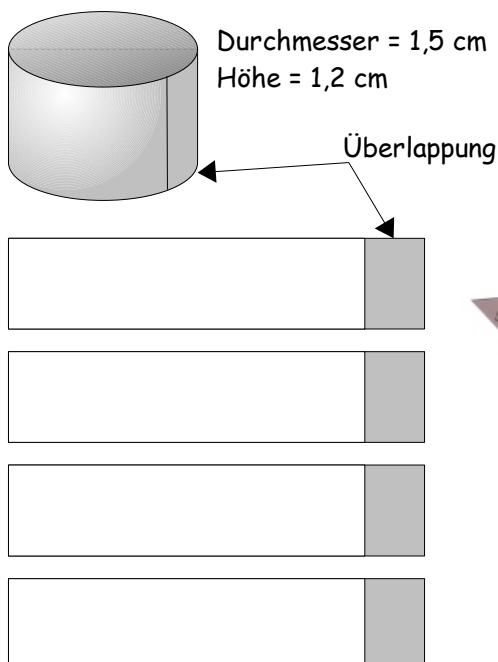 Durchmesser = 1,5 cm
Höhe = 1,2 cm
Überlappung